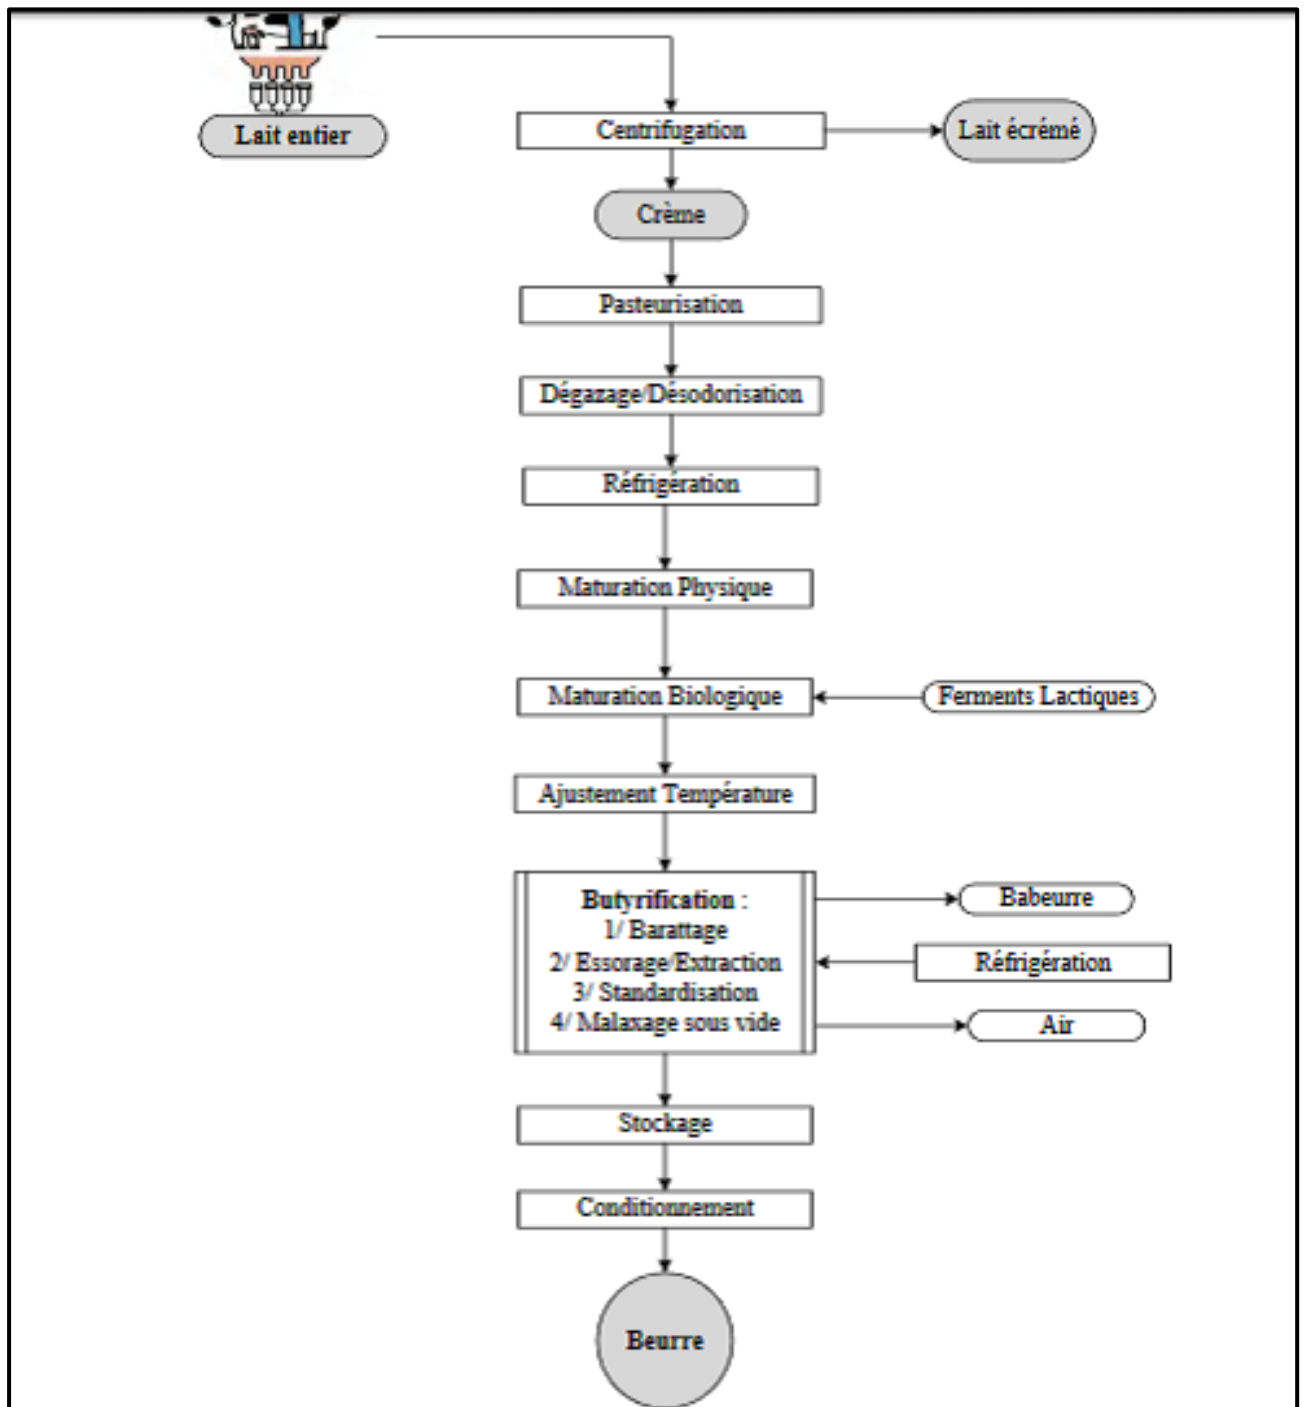 Lait entier
Centrifugation
Lait écrémé
Crème
Pasteurisation
Dégazage/Désodorisation
Réfrigération
Maturation Physique
Maturation Biologique
Ferments Lactiques
Ajustement Température
Butyrification :
1/ Barattage
2/ Essorage/Extraction
3/ Standardisation
4/ Malaxage sous vide
Babeurre
Réfrigération
Air
Stockage
Conditionnement
Beurre